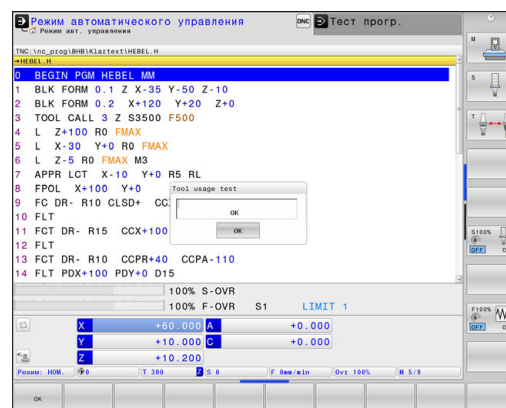 Режим автоматического управления
Режим авт. управления
DNC
DNC Тест прогр.
TNC:\nc_prog\BHB\Klartext\HEBEL.H
→HEBEL.H
0 BEGIN PGM HEBEL MM
1 BLK FORM 0.1 Z X-35 Y-50 Z-10
2 BLK FORM 0.2 X+120 Y+20 Z+0
3 TOOL CALL 3 Z S3500 F500
4 L Z+100 R0 FMAX
5 L X-30 Y+0 R0 FMAX
6 L Z-5 R0 FMAX M3
7 APPR LCT X-10 Y+0 R5 RL
8 FPOL X+100 Y+0
9 FC DR- R10 CLSD+ CC
10 FLT
11 FCT DR- R15 CCX+100
12 FLT
13 FCT DR- R10 CCPR+40 CCPA-110
14 FLT PDX+100 PDY+0 D15
Tool usage test
OK
OK
100% S-OVR
100% F-OVR S1 LIMIT 1
X +60.000 A +0.000
Y +10.000 C +0.000
Z +10.200
Режим: НОМ. 0 T 300 Z S 0 F 0mm/min Ovr 100% M 5/9
OK
M
S
T
S100%
OFF
F100%
OFF